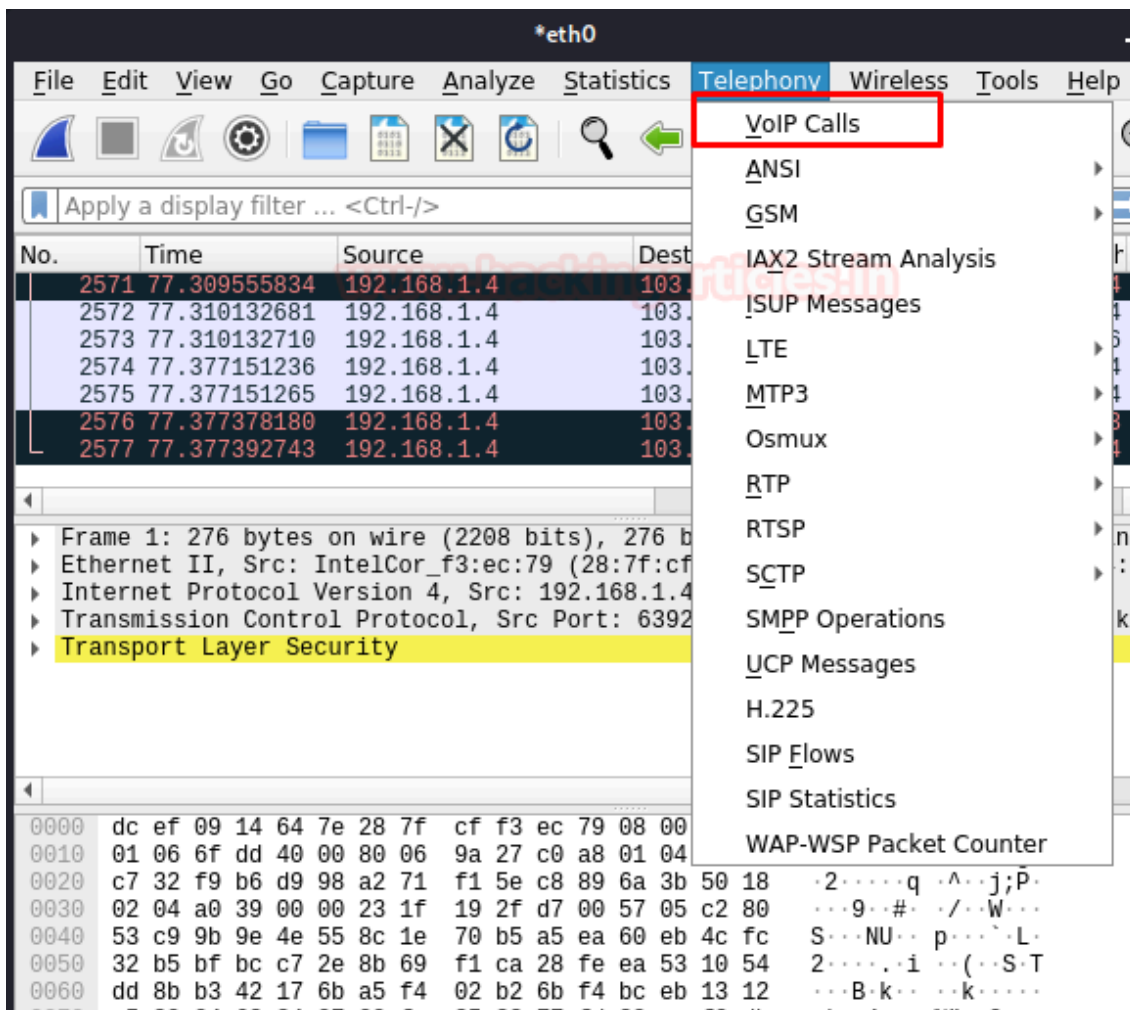 *eth0
File Edit View Go Capture Analyze Statistics Telephony Wireless Tools Help
Apply a display filter ... <Ctrl-/>
No. Time Source Dest
2571 77.309555834 192.168.1.4 103.
2572 77.310132681 192.168.1.4 103.
2573 77.310132710 192.168.1.4 103.
2574 77.377151236 192.168.1.4 103.
2575 77.377151265 192.168.1.4 103.
2576 77.377378180 192.168.1.4 103.
2577 77.377392743 192.168.1.4 103.
www.hackingarticles.in
VoIP Calls
ANSI
GSM
IAX2 Stream Analysis
ISUP Messages
LTE
MTP3
Osmux
RTP
RTSP
SCTP
SMPP Operations
UCP Messages
H.225
SIP Flows
SIP Statistics
WAP-WSP Packet Counter
Frame 1: 276 bytes on wire (2208 bits), 276 b
Ethernet II, Src: IntelCor_f3:ec:79 (28:7f:cf
Internet Protocol Version 4, Src: 192.168.1.4
Transmission Control Protocol, Src Port: 6392
Transport Layer Security
0000 dc ef 09 14 64 7e 28 7f cf f3 ec 79 08 00
0010 01 06 6f dd 40 00 80 06 9a 27 c0 a8 01 04
0020 c7 32 f9 b6 d9 98 a2 71 f1 5e c8 89 6a 3b 50 18 ·2·····q ·^··j;P·
0030 02 04 a0 39 00 00 23 1f 19 2f d7 00 57 05 c2 80 ···9··#· ·/··W···
0040 53 c9 9b 9e 4e 55 8c 1e 70 b5 a5 ea 60 eb 4c fc S···NU·· p···`·L·
0050 32 b5 bf bc c7 2e 8b 69 f1 ca 28 fe ea 53 10 54 2····.·i ··(··S·T
0060 dd 8b b3 42 17 6b a5 f4 02 b2 6b f4 bc eb 13 12 ···B·k·· ··k·····